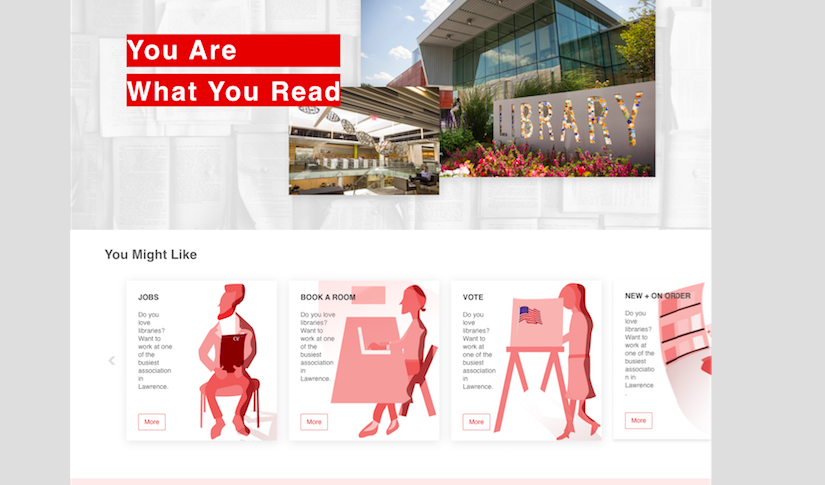 You Are
What You Read
LIBRARY
You Might Like
JOBS
Do you
love
libraries?
Want to
work at one
of the
busiest
association
in
Lawrence.
More
CV
BOOK A ROOM
Do you love
libraries?
Want to
work at one
of the
busiest
association
in
Lawrence.
More
VOTE
Do you
love
libraries?
Want to
work at one
of the
busiest
association
in
Lawrence.
More
NEW + ON ORDER
Do you
love
libraries?
Want to
work at
one of the
busiest
associatio
n in
Lawrence
.
More